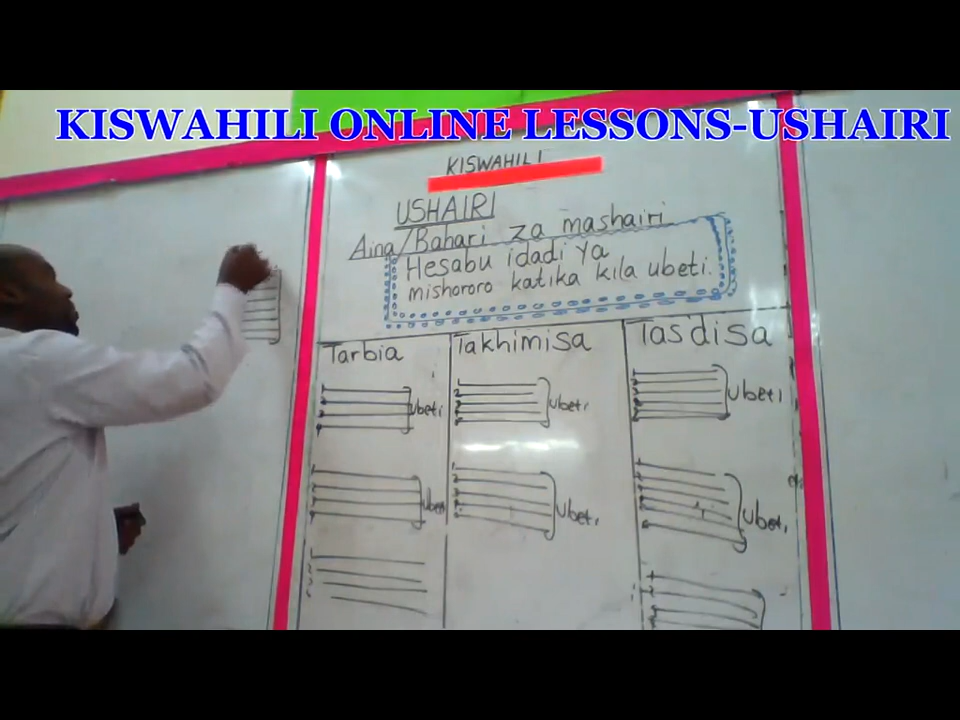 KISWAHILI ONLINE LESSONS-USHAIRI
KISWAHILI
USHAIRI
Aina/Bahari za mashairi
Hesabu idadi ya
mishororo katika kila ubeti.
Tarbia
Takhimisa
Tasdisa
Ubeti
Ubeti
Ubeti
Ubeti
Ubeti